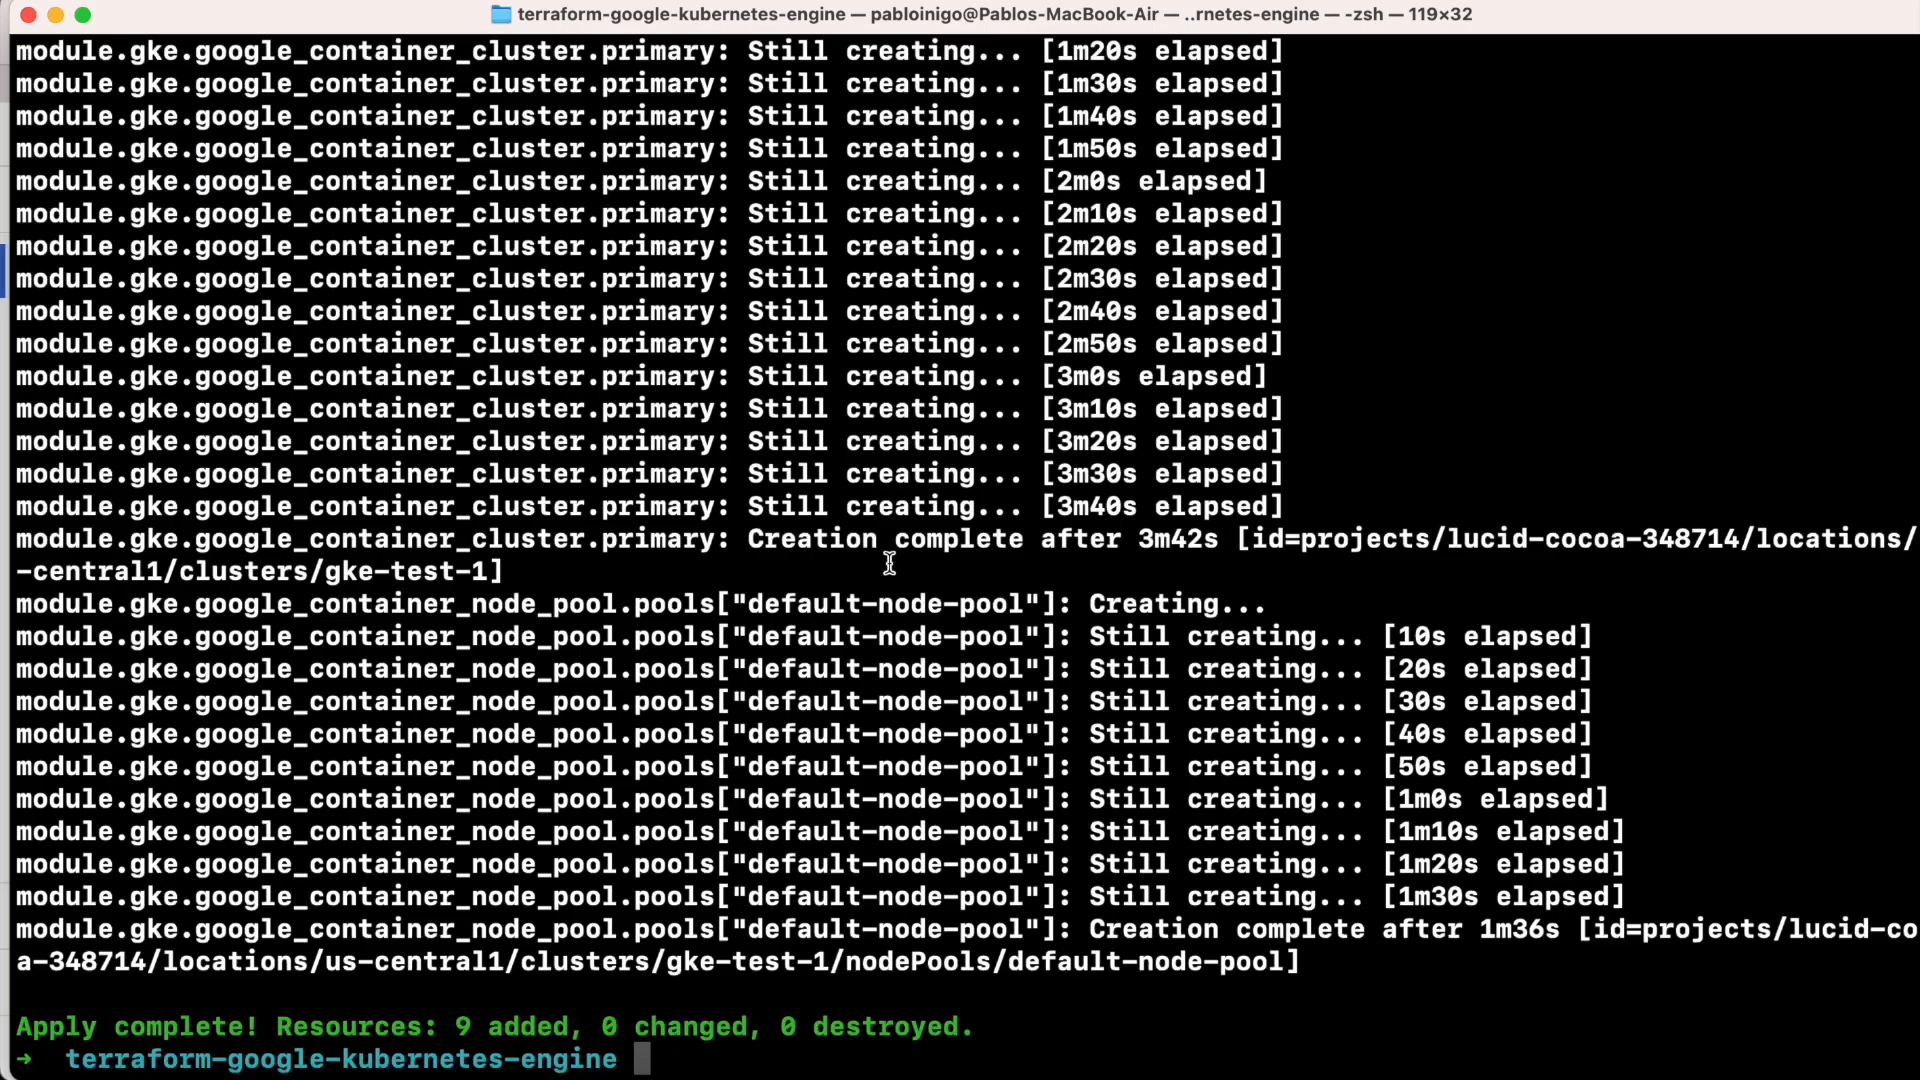 terraform-google-kubernetes-engine — pabloinigo@Pablos-MacBook-Air — ..rnetes-engine — -zsh — 119×32
module.gke.google_container_cluster.primary: Still creating... [1m20s elapsed]
module.gke.google_container_cluster.primary: Still creating... [1m30s elapsed]
module.gke.google_container_cluster.primary: Still creating... [1m40s elapsed]
module.gke.google_container_cluster.primary: Still creating... [1m50s elapsed]
module.gke.google_container_cluster.primary: Still creating... [2m0s elapsed]
module.gke.google_container_cluster.primary: Still creating... [2m10s elapsed]
module.gke.google_container_cluster.primary: Still creating... [2m20s elapsed]
module.gke.google_container_cluster.primary: Still creating... [2m30s elapsed]
module.gke.google_container_cluster.primary: Still creating... [2m40s elapsed]
module.gke.google_container_cluster.primary: Still creating... [2m50s elapsed]
module.gke.google_container_cluster.primary: Still creating... [3m0s elapsed]
module.gke.google_container_cluster.primary: Still creating... [3m10s elapsed]
module.gke.google_container_cluster.primary: Still creating... [3m20s elapsed]
module.gke.google_container_cluster.primary: Still creating... [3m30s elapsed]
module.gke.google_container_cluster.primary: Still creating... [3m40s elapsed]
module.gke.google_container_cluster.primary: Creation complete after 3m42s [id=projects/lucid-cocoa-348714/locations/
-central1/clusters/gke-test-1]
module.gke.google_container_node_pool.pools["default-node-pool"]: Creating...
module.gke.google_container_node_pool.pools["default-node-pool"]: Still creating... [10s elapsed]
module.gke.google_container_node_pool.pools["default-node-pool"]: Still creating... [20s elapsed]
module.gke.google_container_node_pool.pools["default-node-pool"]: Still creating... [30s elapsed]
module.gke.google_container_node_pool.pools["default-node-pool"]: Still creating... [40s elapsed]
module.gke.google_container_node_pool.pools["default-node-pool"]: Still creating... [50s elapsed]
module.gke.google_container_node_pool.pools["default-node-pool"]: Still creating... [1m0s elapsed]
module.gke.google_container_node_pool.pools["default-node-pool"]: Still creating... [1m10s elapsed]
module.gke.google_container_node_pool.pools["default-node-pool"]: Still creating... [1m20s elapsed]
module.gke.google_container_node_pool.pools["default-node-pool"]: Still creating... [1m30s elapsed]
module.gke.google_container_node_pool.pools["default-node-pool"]: Creation complete after 1m36s [id=projects/lucid-co
a-348714/locations/us-central1/clusters/gke-test-1/nodePools/default-node-pool]
Apply complete! Resources: 9 added, 0 changed, 0 destroyed.
→ terraform-google-kubernetes-engine